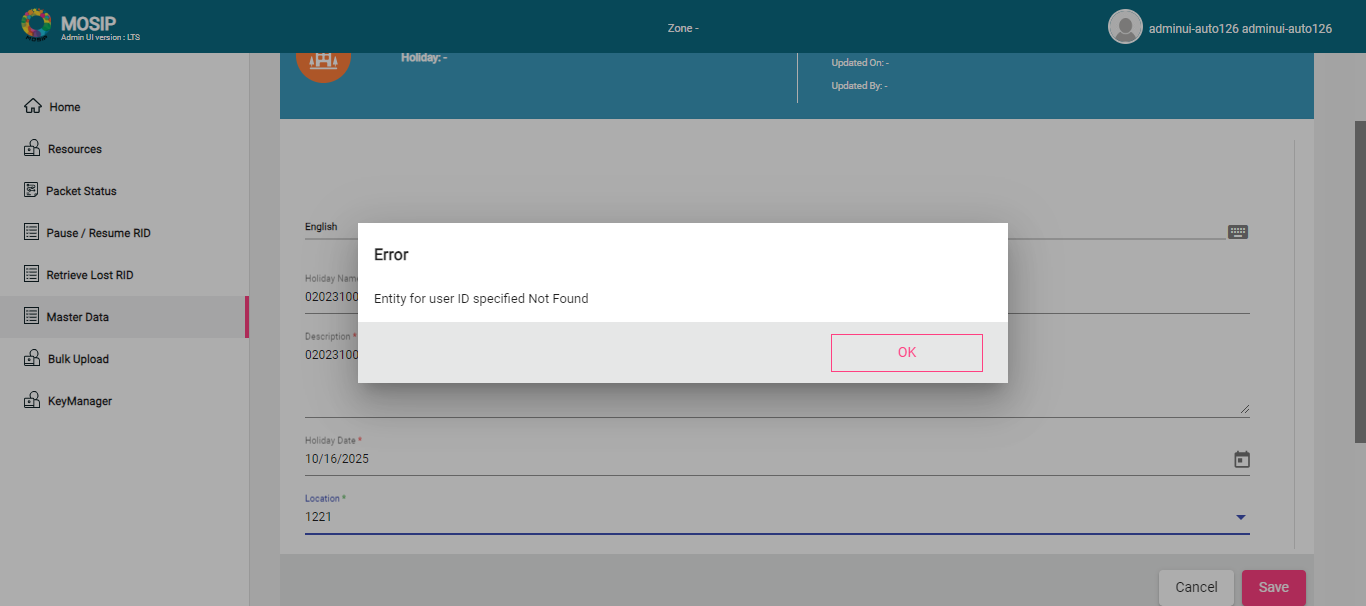 MOSIP
Admin UI version : LTS
Zone -
adminui-auto126 adminui-auto126
Home
Resources
Packet Status
Pause / Resume RID
Retrieve Lost RID
Master Data
Bulk Upload
KeyManager
Holiday: -
Updated On: -
Updated By: -
English
Holiday Name
02023100
Description *
02023100
Error
Entity for user ID specified Not Found
OK
Holiday Date *
10/16/2025
Location *
1221
Cancel
Save